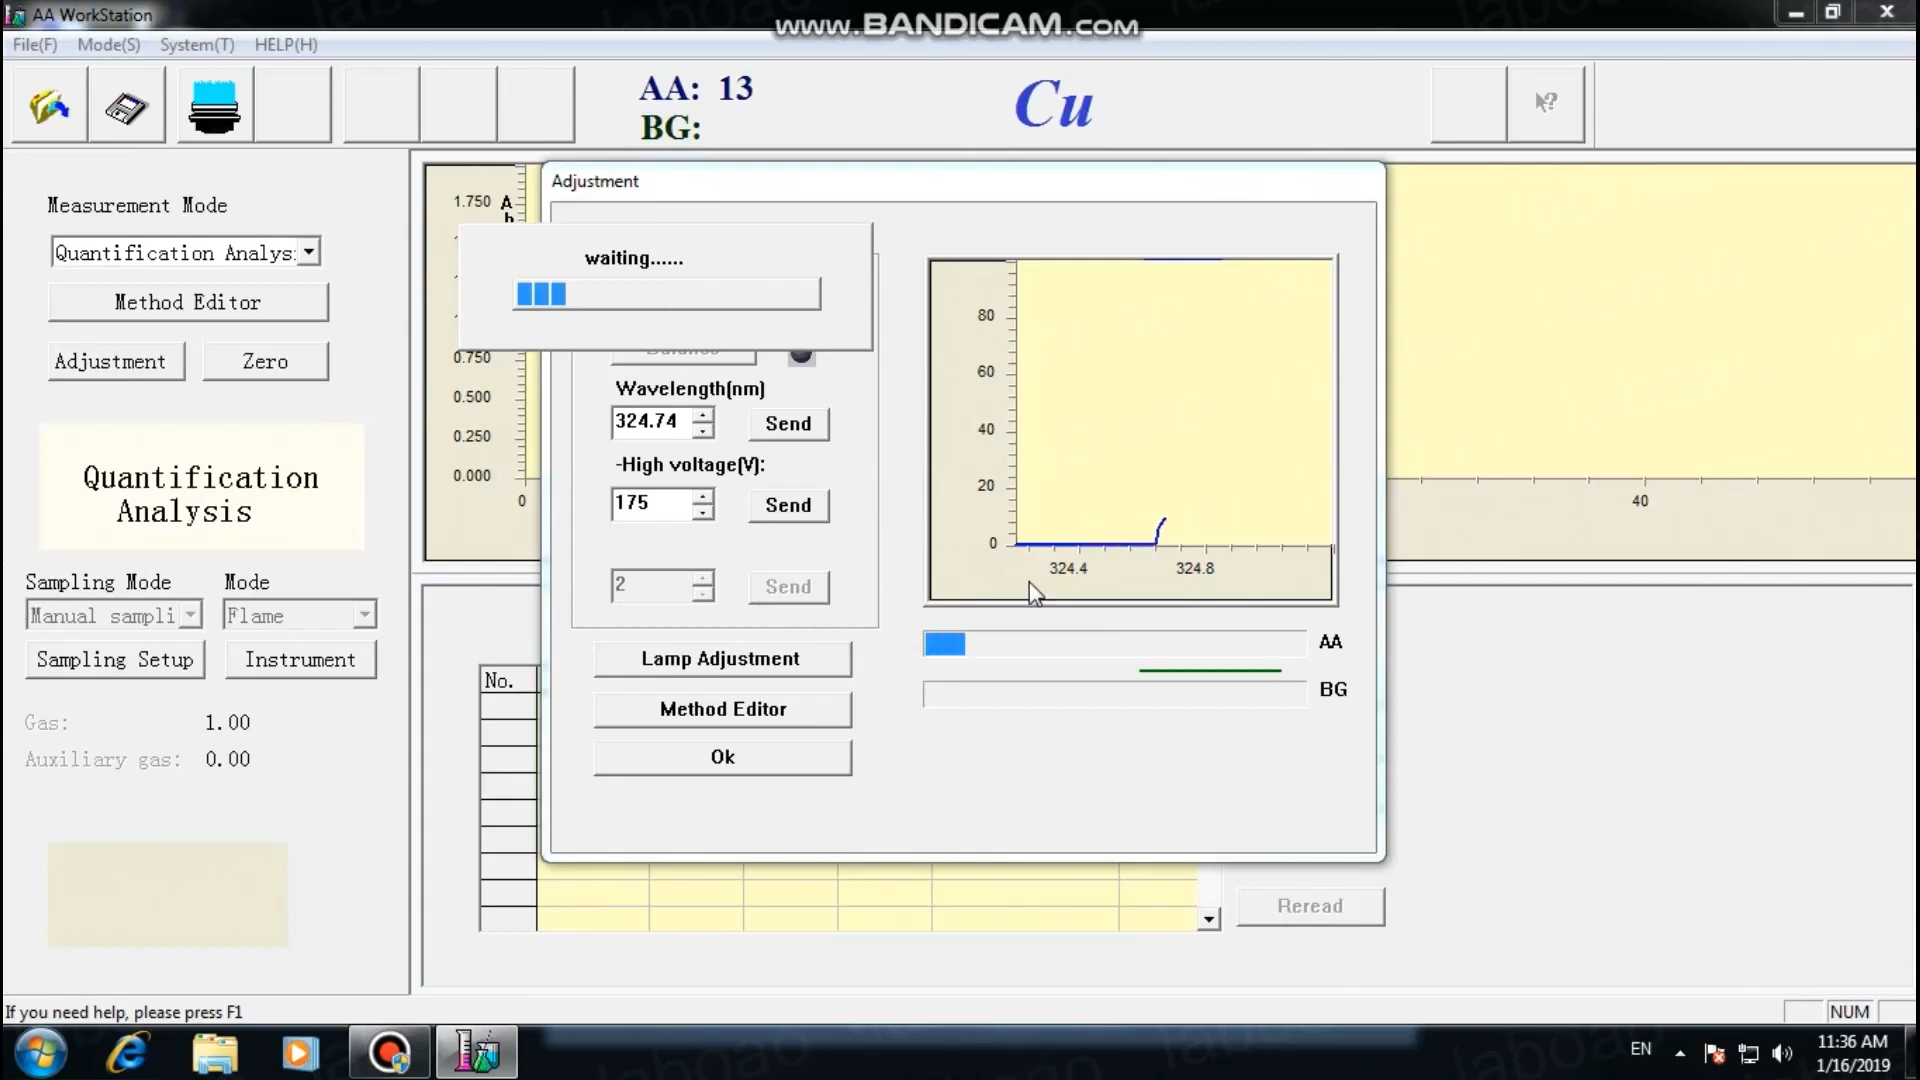 AA WorkStation
www.BANDICAM.com
File(F) Mode(S) System(T) HELP(H)
AA: 13
BG:
Cu
Measurement Mode
Quantification Analys
Method Editor
Adjustment Zero
Quantification
Analysis
Sampling Mode Mode
Manual sampli Flame
Sampling Setup Instrument
Gas: 1.00
Auxiliary gas: 0.00
1.750 A
0.750
0.500
0.250
0.000
0
40
Adjustment
waiting......
Wavelength(nm)
324.74 Send
-High voltage(V):
175 Send
2 Send
Lamp Adjustment
Method Editor
Ok
80
60
40
20
0
324.4 324.8
AA
BG
No.
Reread
If you need help, please press F1
NUM
EN
11:36 AM
1/16/2019